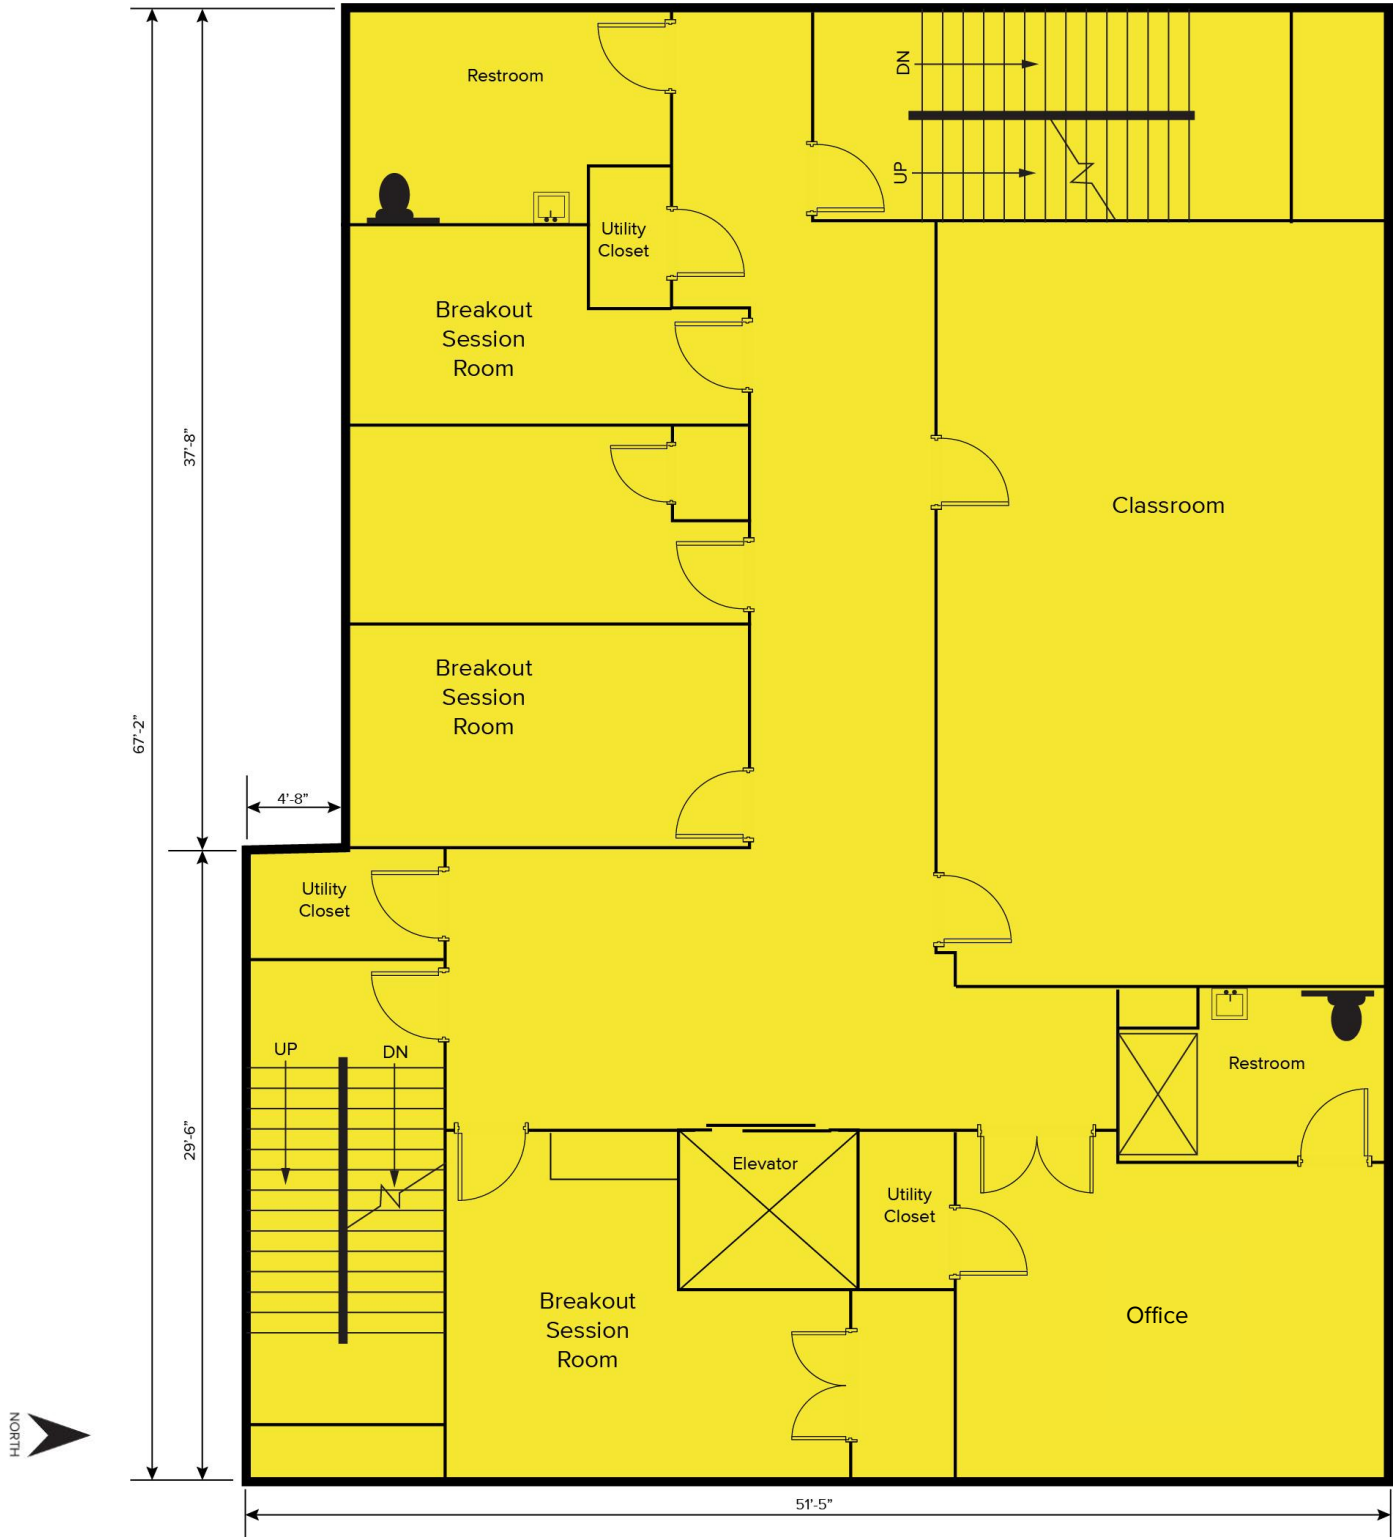 Restroom
DN
UP
Utility
Closet
Breakout
Session
Room
37'-8"
Classroom
Breakout
Session
Room
67'-2"
4'-8"
Utility
Closet
UP
DN
Restroom
29'-6"
Elevator
Utility
Closet
Breakout
Session
Room
Office
NORTH
51'-5"